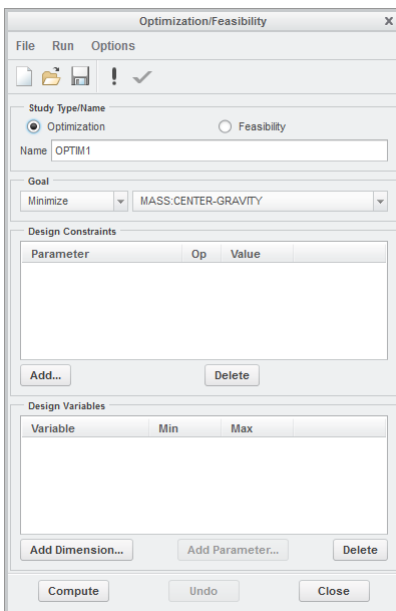 Optimization/Feasibility x
File Run Options
Study Type/Name
Optimization Feasibility
Name OPTIM1
Goal
Minimize MASS:CENTER-GRAVITY
Design Constraints
Parameter Op Value
Add... Delete
Design Variables
Variable Min Max
Add Dimension... Add Parameter... Delete
Compute Undo Close